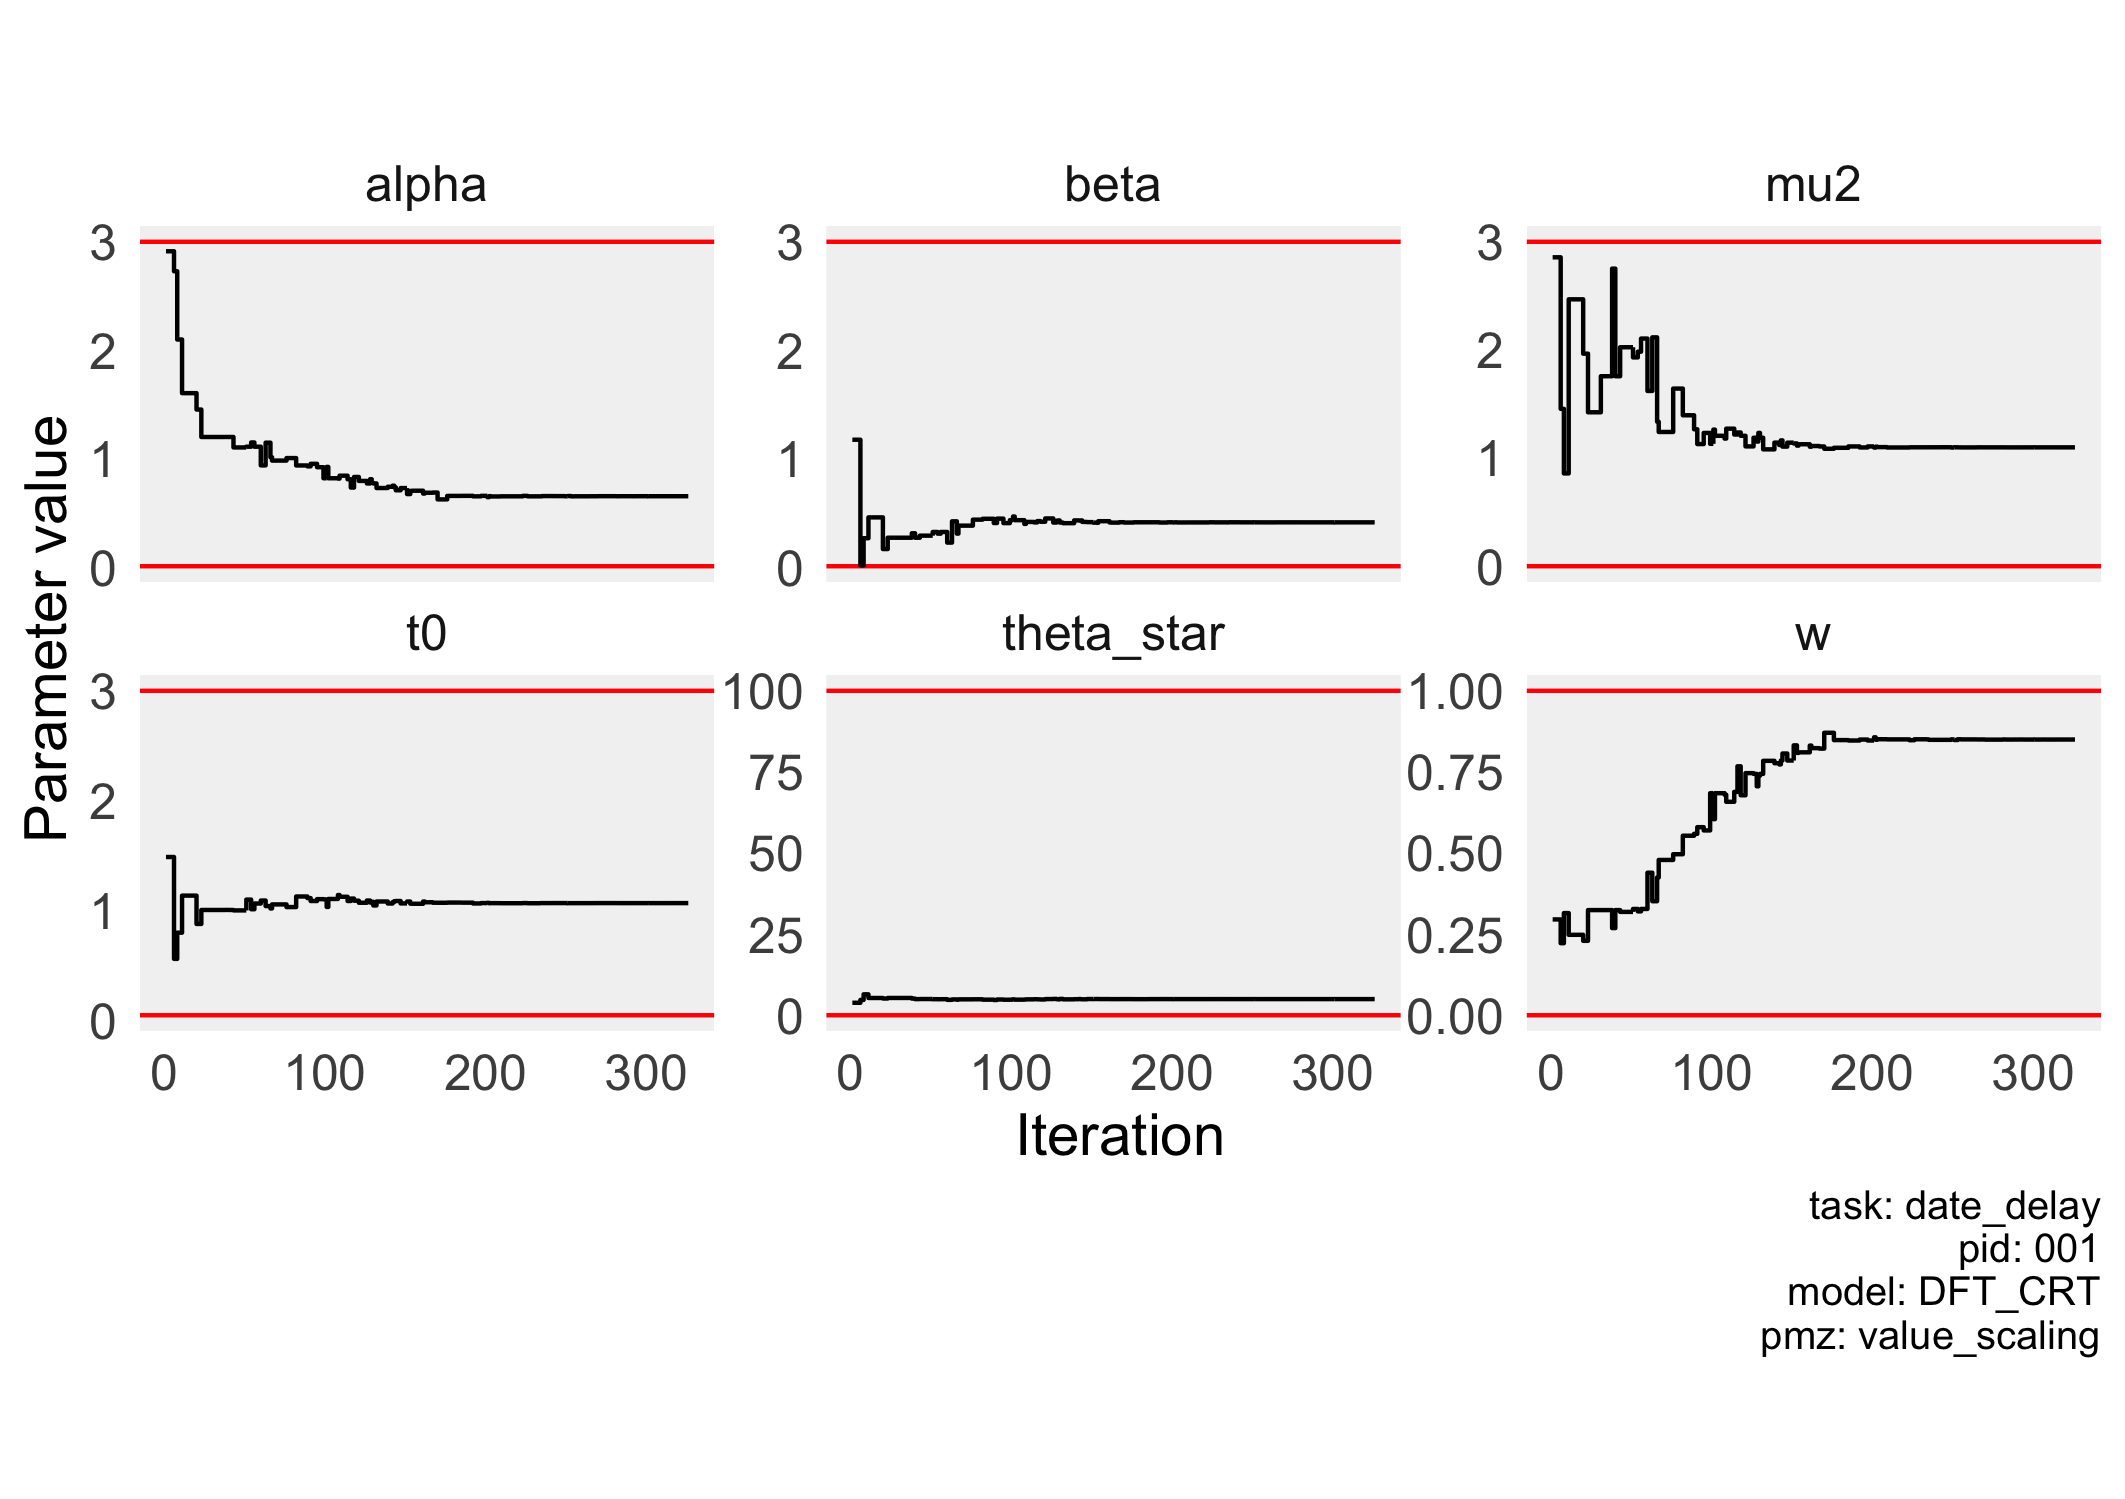 alpha beta mu2
3 3 3
2 2 2
1 1 1
0 0 0
t0 theta_star w
3 100 1.00
75 0.75
2
50 0.50
1
25 0.25
0 0 0.00
0 100 200 300 0 100 200 300 0 100 200 300
Parameter value
Iteration
task: date_delay
pid: 001
model: DFT_CRT
pmz: value_scaling